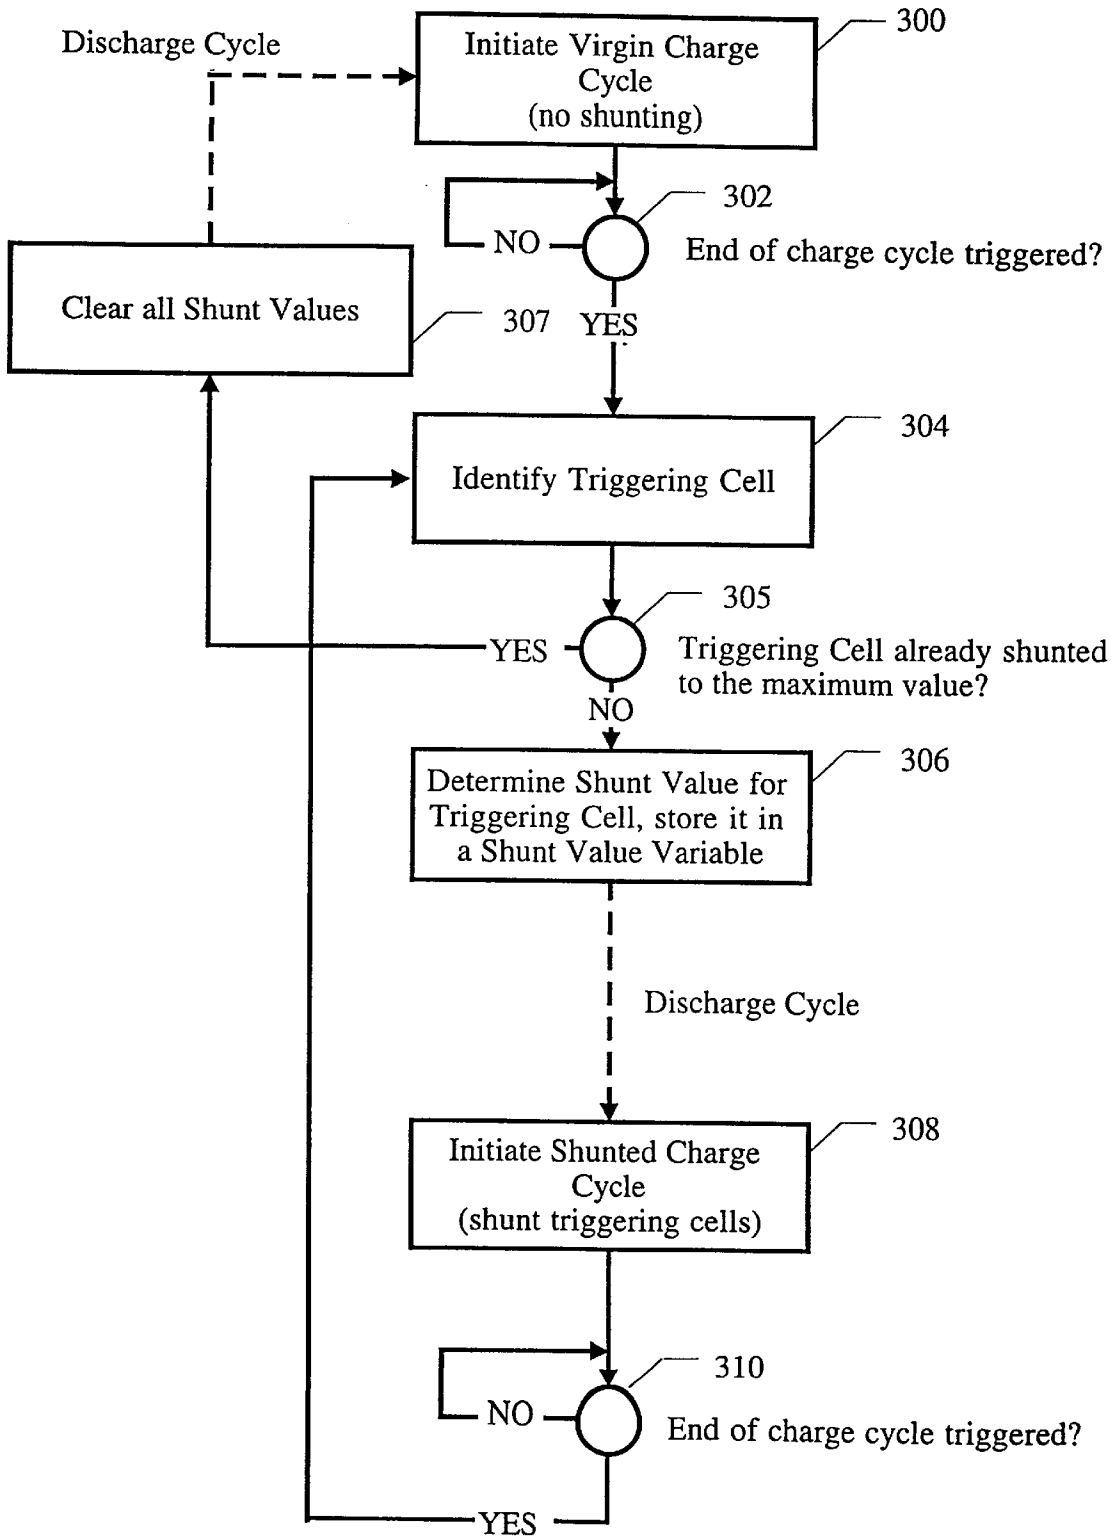 300
Discharge Cycle
Initiate Virgin Charge
Cycle
(no shunting)
302
NO
End of charge cycle triggered?
Clear all Shunt Values
307
YES
304
Identify Triggering Cell
305
YES
Triggering Cell already shunted
to the maximum value?
NO
306
Determine Shunt Value for
Triggering Cell, store it in
a Shunt Value Variable
Discharge Cycle
308
Initiate Shunted Charge
Cycle
(shunt triggering cells)
310
NO
End of charge cycle triggered?
YES